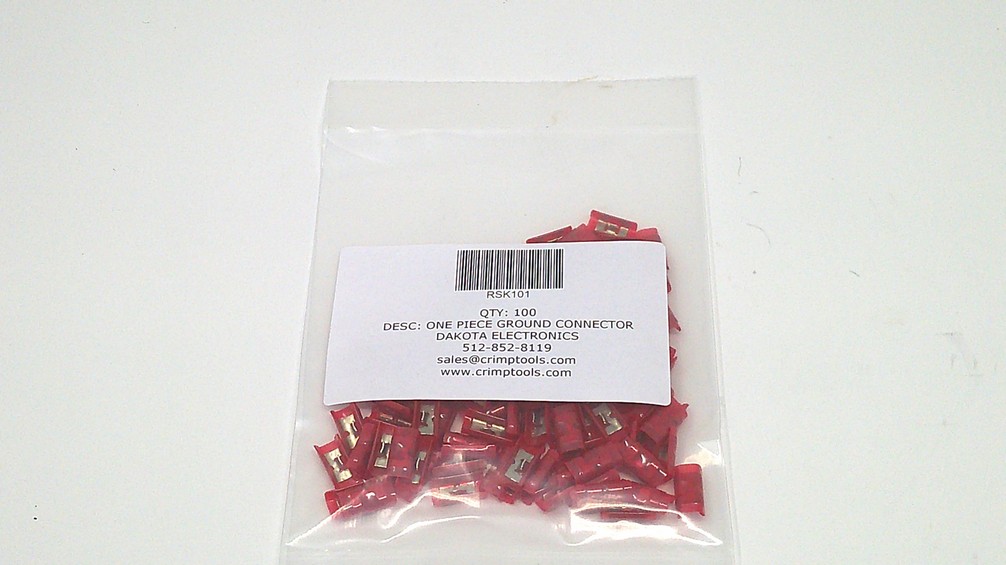 RSK101
QTY: 100
DESC: ONE PIECE GROUND CONNECTOR
DAKOTA ELECTRONICS
512-852-8119
sales@crimptools.com
www.crimptools.com